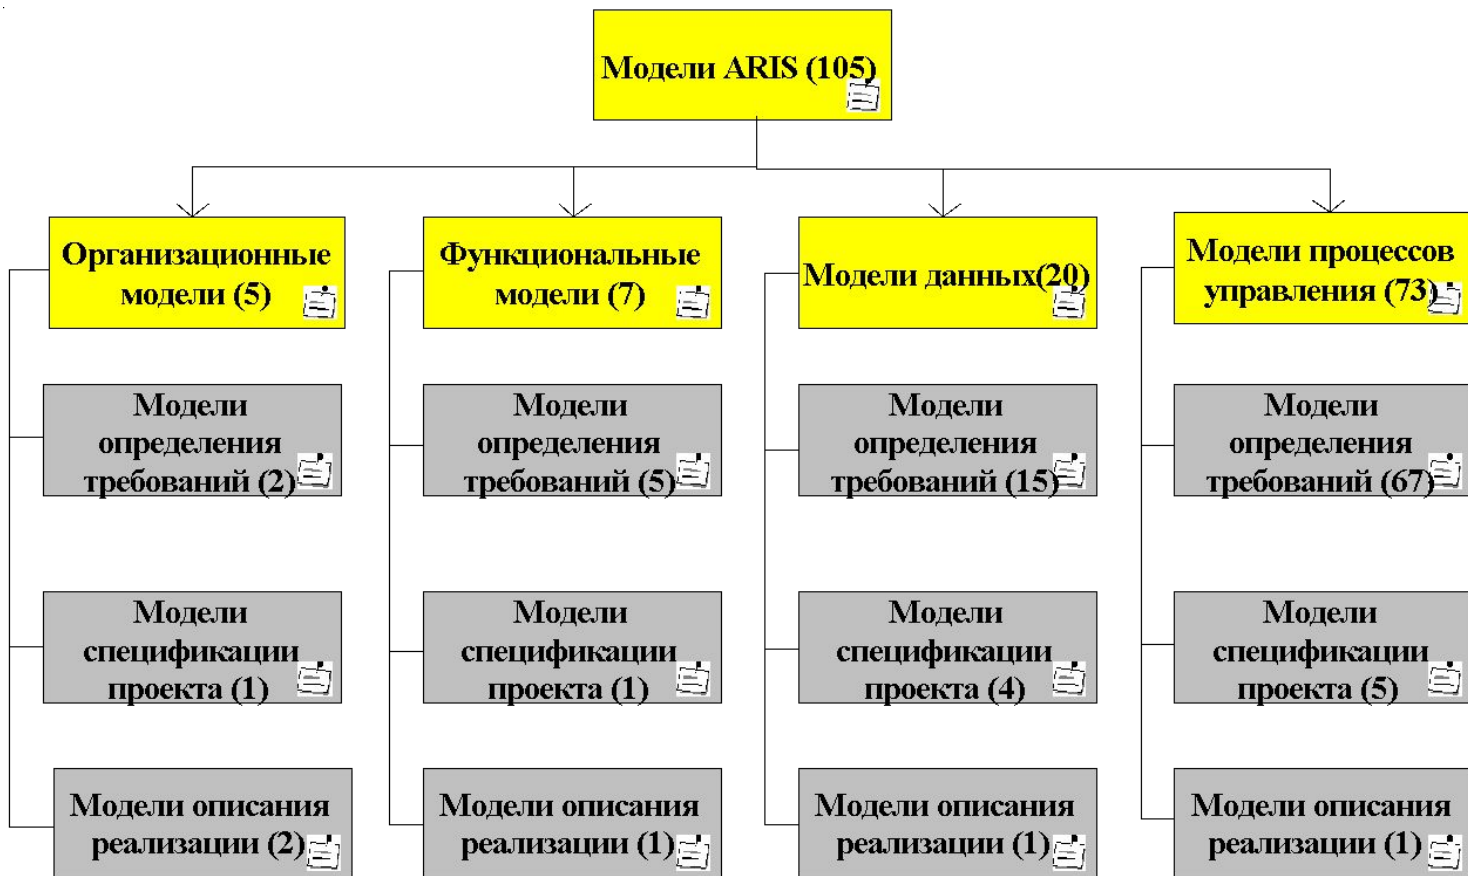 Модели ARIS (105)
Организационные
модели (5)
Функциональные
модели (7)
Модели данных(20)
Модели процессов
управления (73)
Модели
определения
требований (2)
Модели
определения
требований (5)
Модели
определения
требований (15)
Модели
определения
требований (67)
Модели
спецификации
проекта (1)
Модели
спецификации
проекта (1)
Модели
спецификации
проекта (4)
Модели
спецификации
проекта (5)
Модели описания
реализации (2)
Модели описания
реализации (1)
Модели описания
реализации (1)
Модели описания
реализации (1)